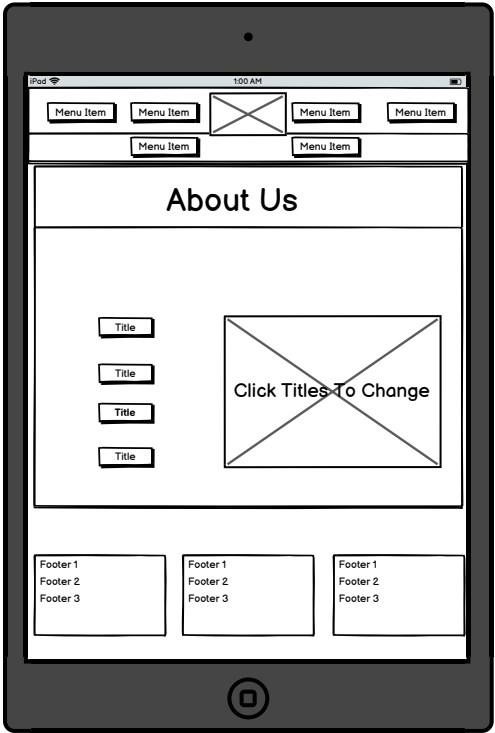 iPad 1:00 AM
Menu Item Menu Item Menu Item Menu Item
Menu Item Menu Item
About Us
Title
Title
Title
Title
Click Titles To Change
Footer 1
Footer 2
Footer 3
Footer 1
Footer 2
Footer 3
Footer 1
Footer 2
Footer 3